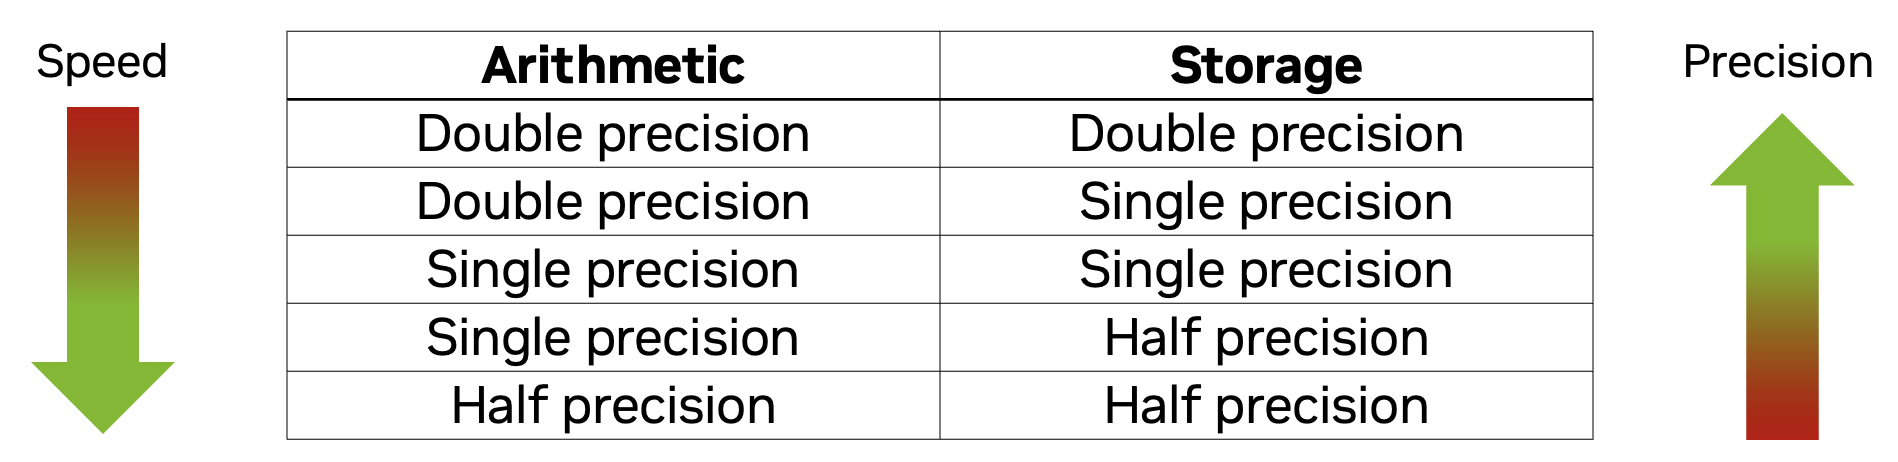 Speed
Arithmetic Storage
Precision
Double precision Double precision
Double precision Single precision
Single precision Single precision
Single precision Half precision
Half precision Half precision